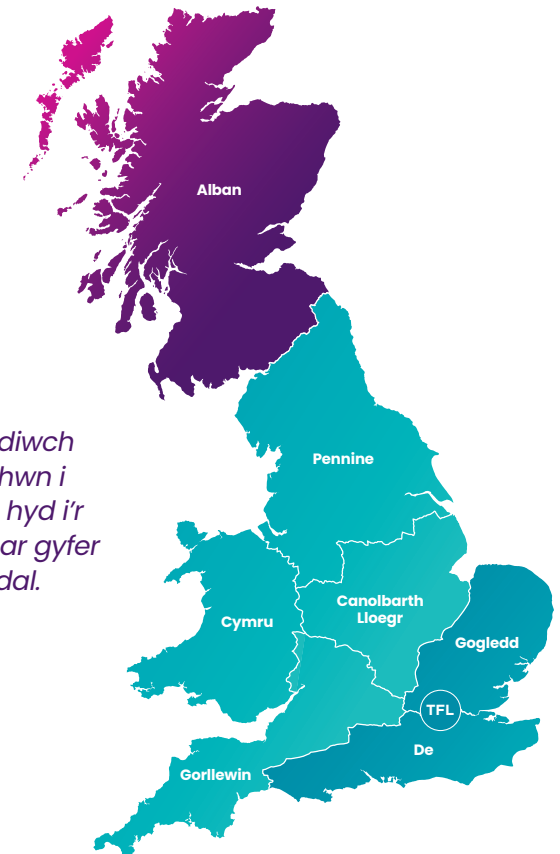 Alban
diwch
hwn i
hyd i'r
ar gyfer
dal.
Pennine
Canolbarth
Lloegr
Cymru
Gogledd
TFL
De
Gorllewin